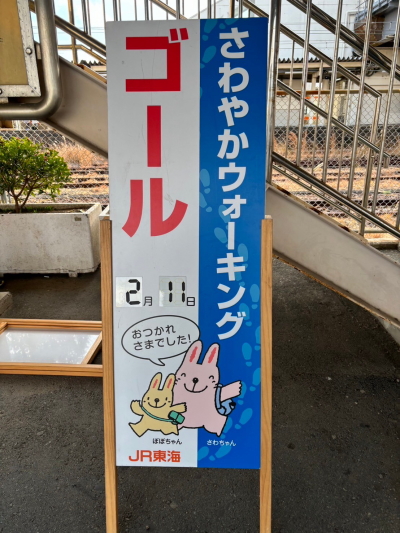 さわやかウォーキング
ゴール
2月11日
おつかれ
さまでした!
ぽぽちゃん
さわちゃん
JR東海